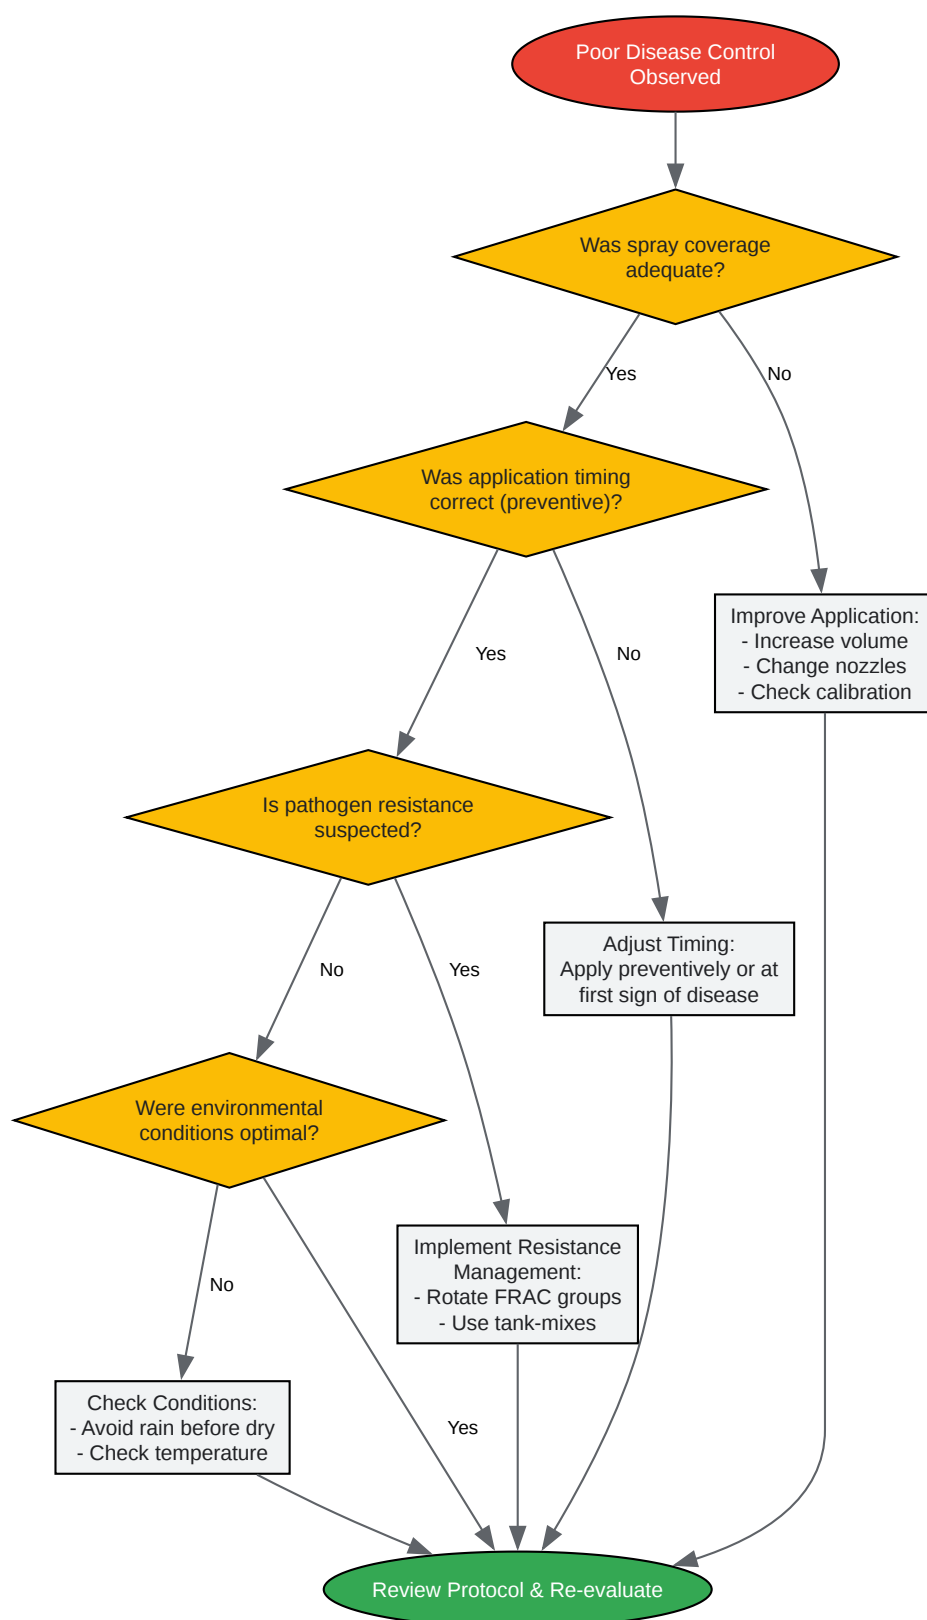 Poor Disease Control
Observed
Was spray coverage
adequate?
Yes
No
Was application timing
correct (preventive)?
Improve Application:
- Increase volume
- Change nozzles
- Check calibration
Yes
No
Is pathogen resistance
suspected?
Adjust Timing:
Apply preventively or at
first sign of disease
No
Yes
Were environmental
conditions optimal?
Implement Resistance
Management:
- Rotate FRAC groups
- Use tank-mixes
No
Check Conditions:
- Avoid rain before dry
- Check temperature
Yes
Review Protocol & Re-evaluate